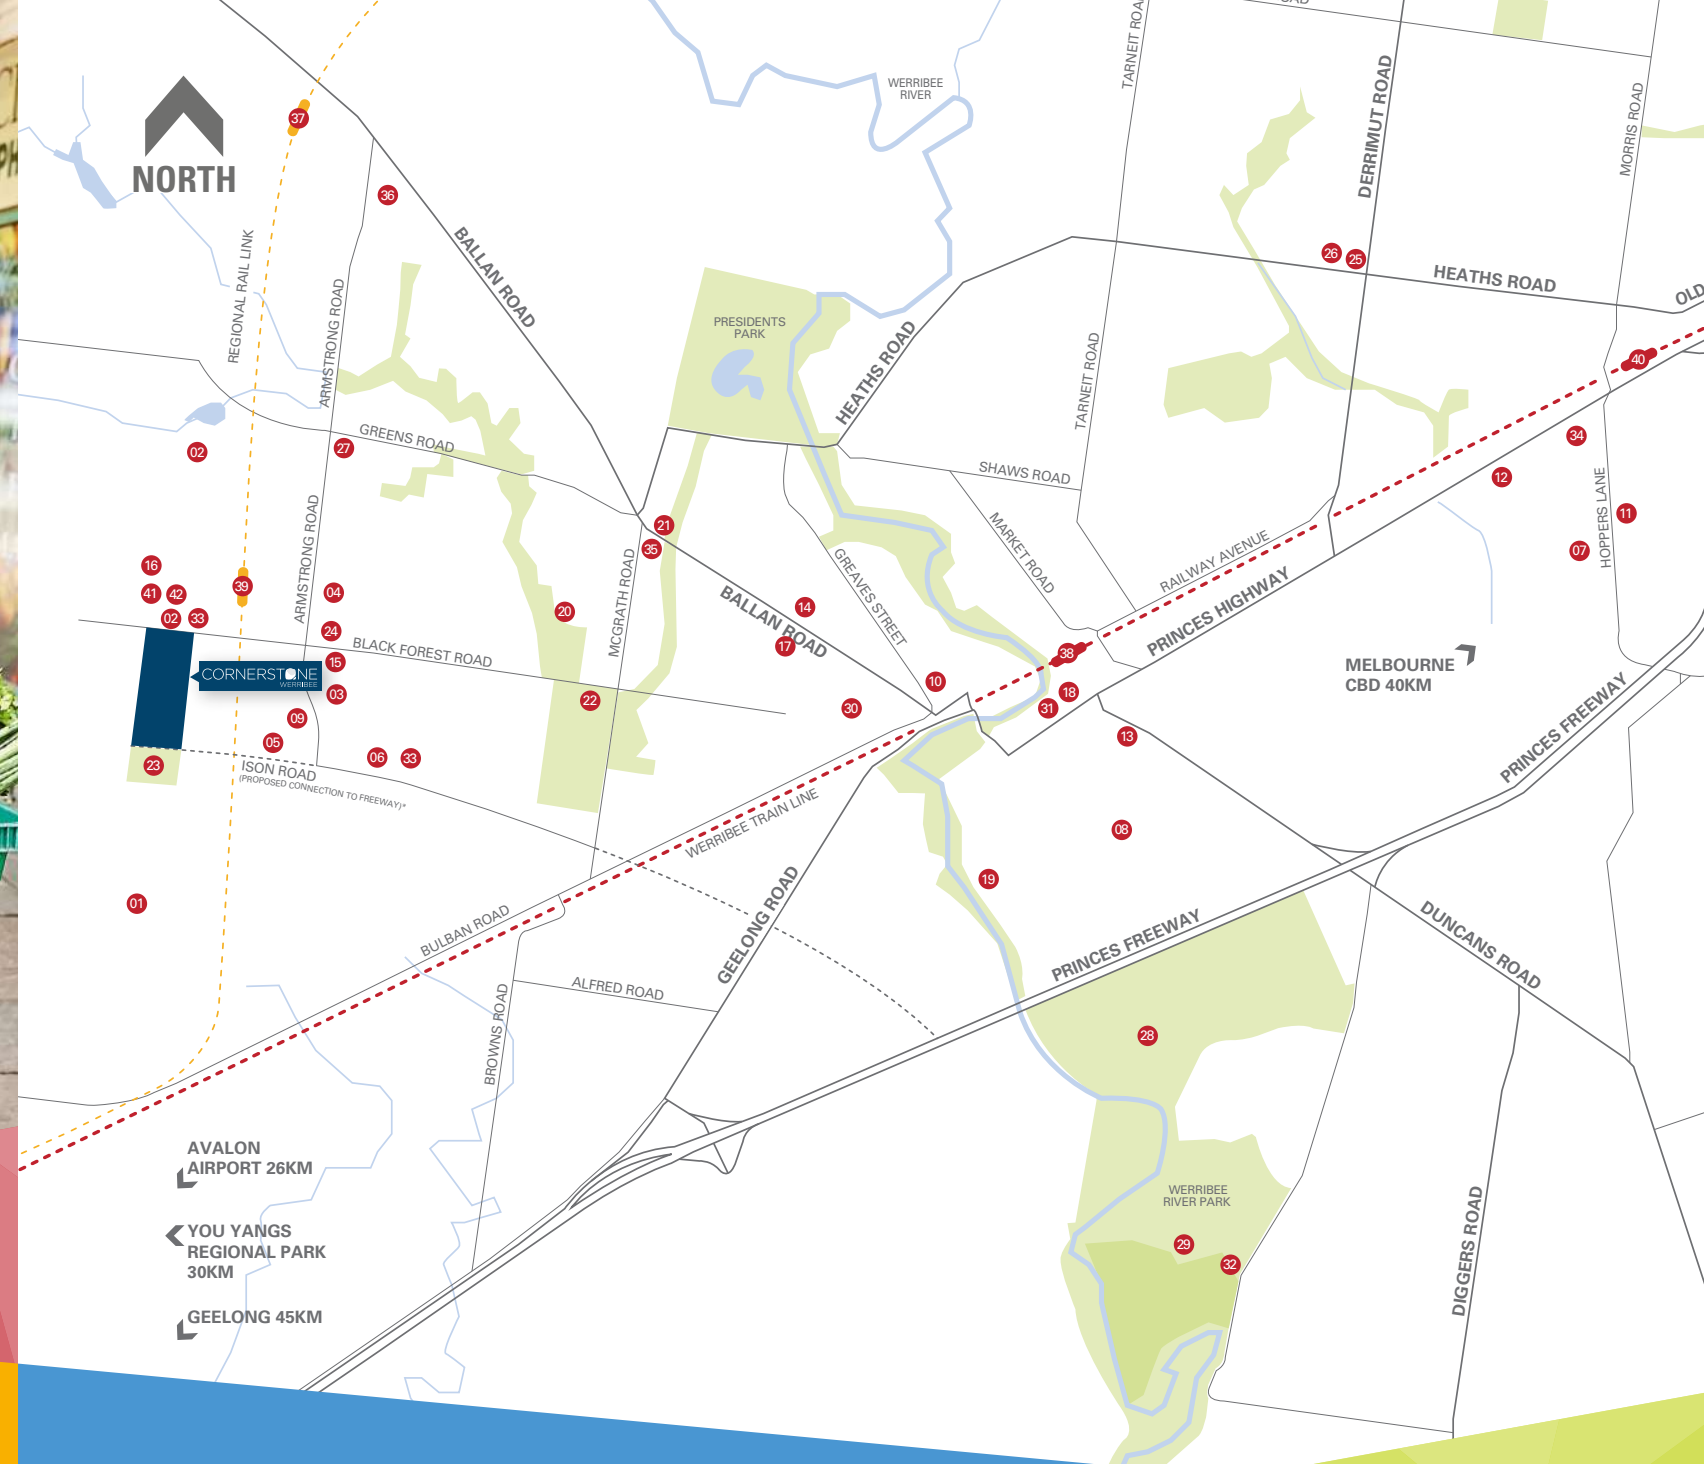 TARNEIT ROA
DERRIMUT ROAD
MORRIS ROAD
WERRIBEE
RIVER
37
NORTH
36
REGIONAL RAIL LINK
BALLAN ROAD
ARMSTRONG ROAD
26
25
HEATHS ROAD
OLD
PRESIDENTS
PARK
HEATHS ROAD
TARNEIT ROAD
40
02
27
GREENS ROAD
SHAWS ROAD
34
12
HOPPERS LANE
11
07
ARMSTRONG ROAD
21
35
MARKET ROAD
RAILWAY AVENUE
PRINCES HIGHWAY
16
41
42
39
04
02
33
24
BLACK FOREST ROAD
20
MCGRATH ROAD
BALLAN ROAD
14
17
GREAVES STREET
CORNERSTONE
WERRIBEE
15
03
22
10
30
38
18
31
MELBOURNE
CBD 40KM
09
05
06
33
13
23
ISON ROAD
(PROPOSED CONNECTION TO FREEWAY)*
WERRIBEE TRAIN LINE
PRINCES FREEWAY
08
19
01
BULBAN ROAD
GEELONG ROAD
PRINCES FREEWAY
DUNCANS ROAD
ALFRED ROAD
BROWNS ROAD
28
AVALON
AIRPORT 26KM
YOU YANGS
REGIONAL PARK
30KM
GEELONG 45KM
WERRIBEE
RIVER PARK
29
32
DIGGERS ROAD